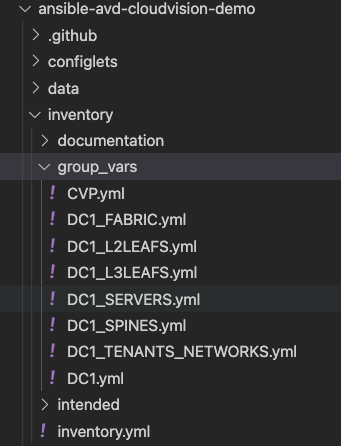 ansible-avd-cloudvision-demo
.github
configlets
data
inventory
documentation
group_vars
! CVP.yml
! DC1_FABRIC.yml
! DC1_L2LEAFS.yml
! DC1_L3LEAFS.yml
! DC1_SERVERS.yml
! DC1_SPINES.yml
! DC1_TENANTS_NETWORKS.yml
! DC1.yml
intended
! inventory.yml